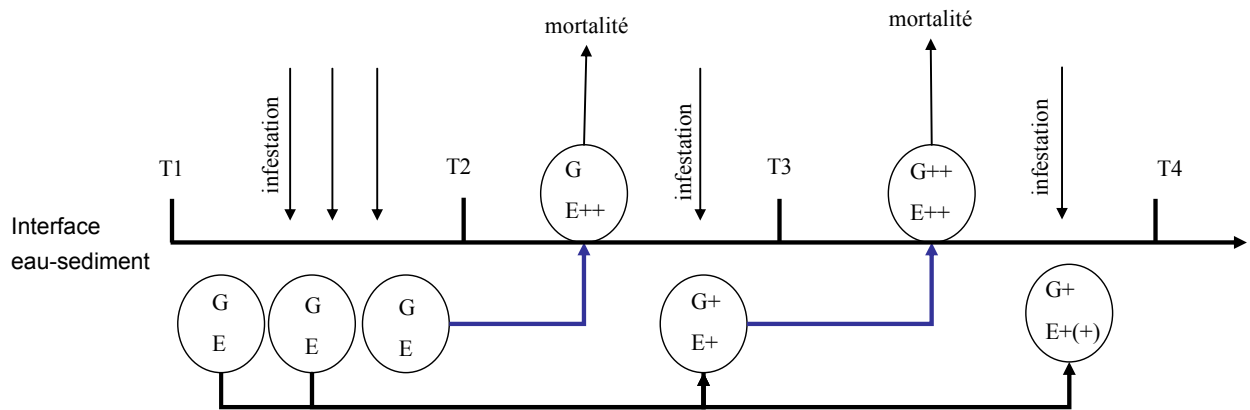 mortalité
mortalité
infestation
infestation
infestation
T1
T2
G
E++
T3
G++
E++
T4
Interface
eau-sediment
G
E
G
E
G
E
G+
E+
G+
E+(+)